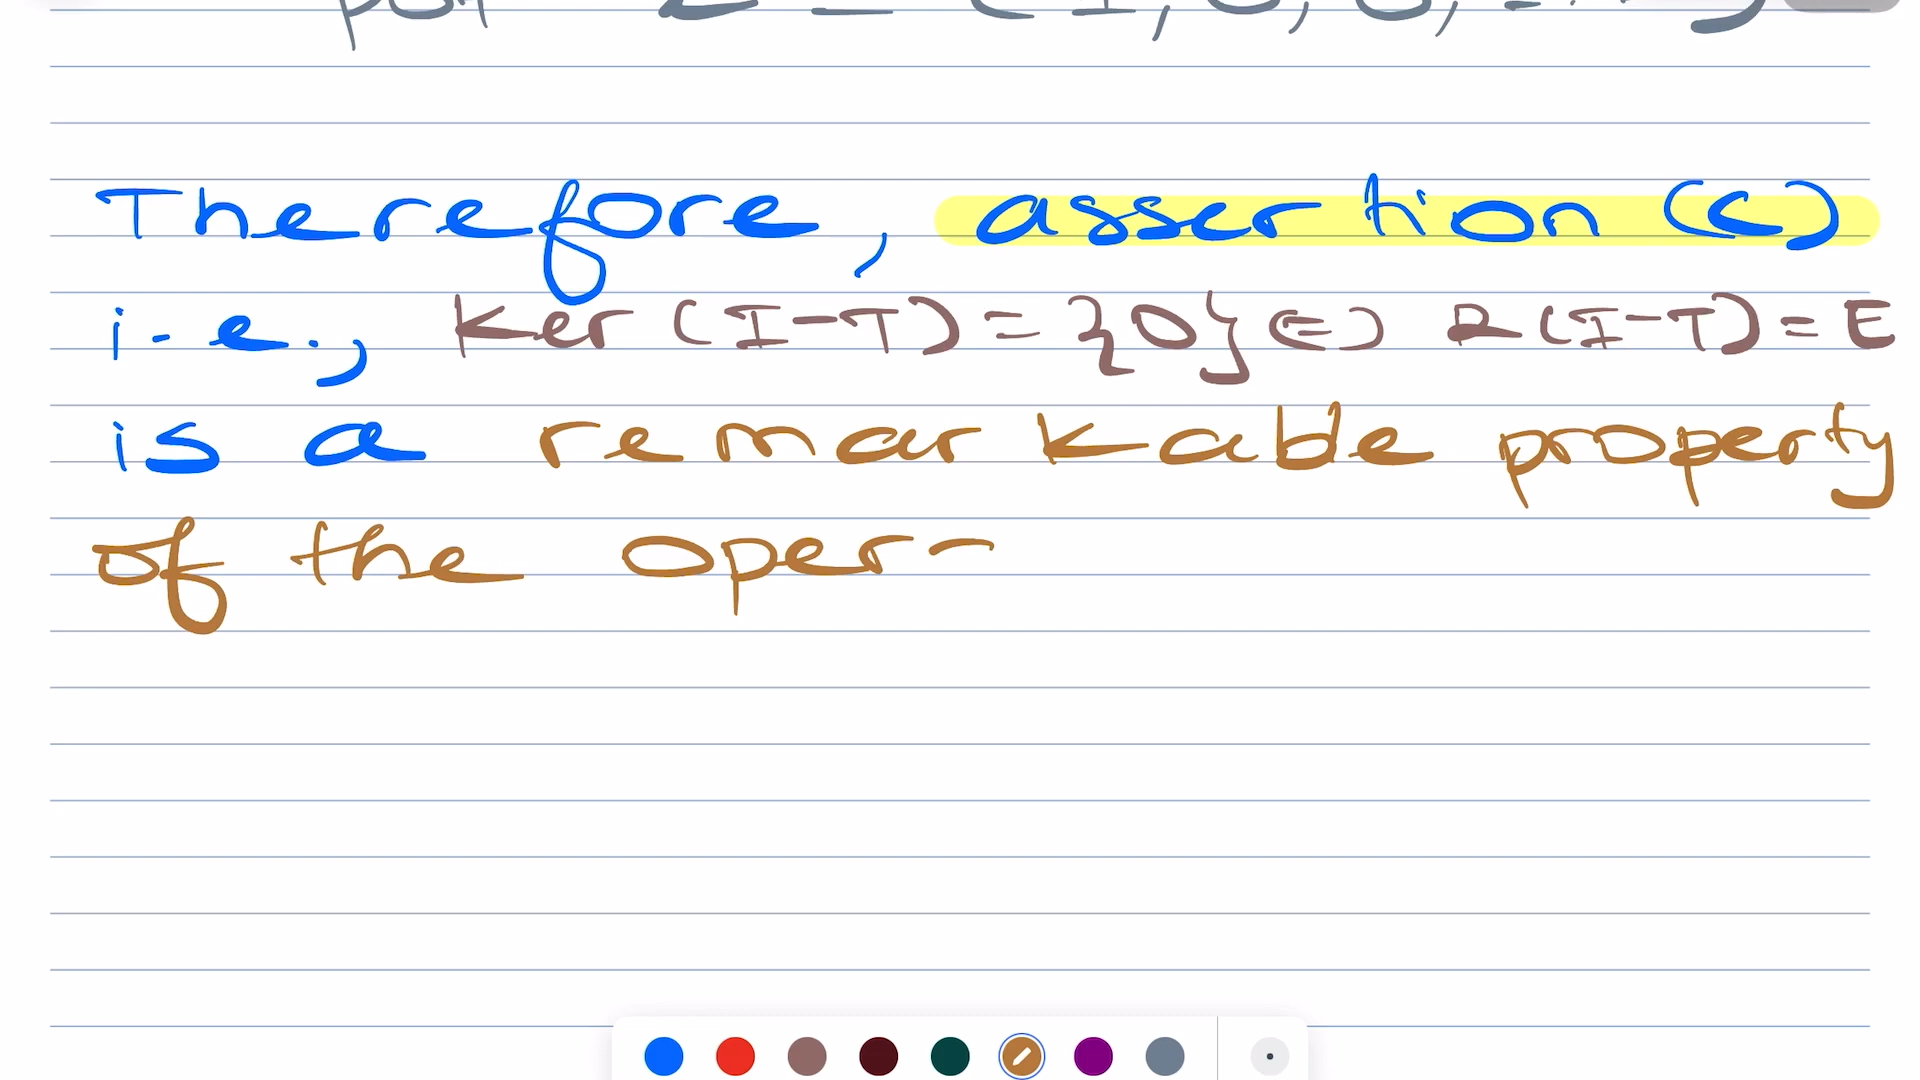 Therefore, assertion (c)
i.e., ker (I-T) = {0} ⇔ R(I-T) = E
is a remarkable property
of the oper-